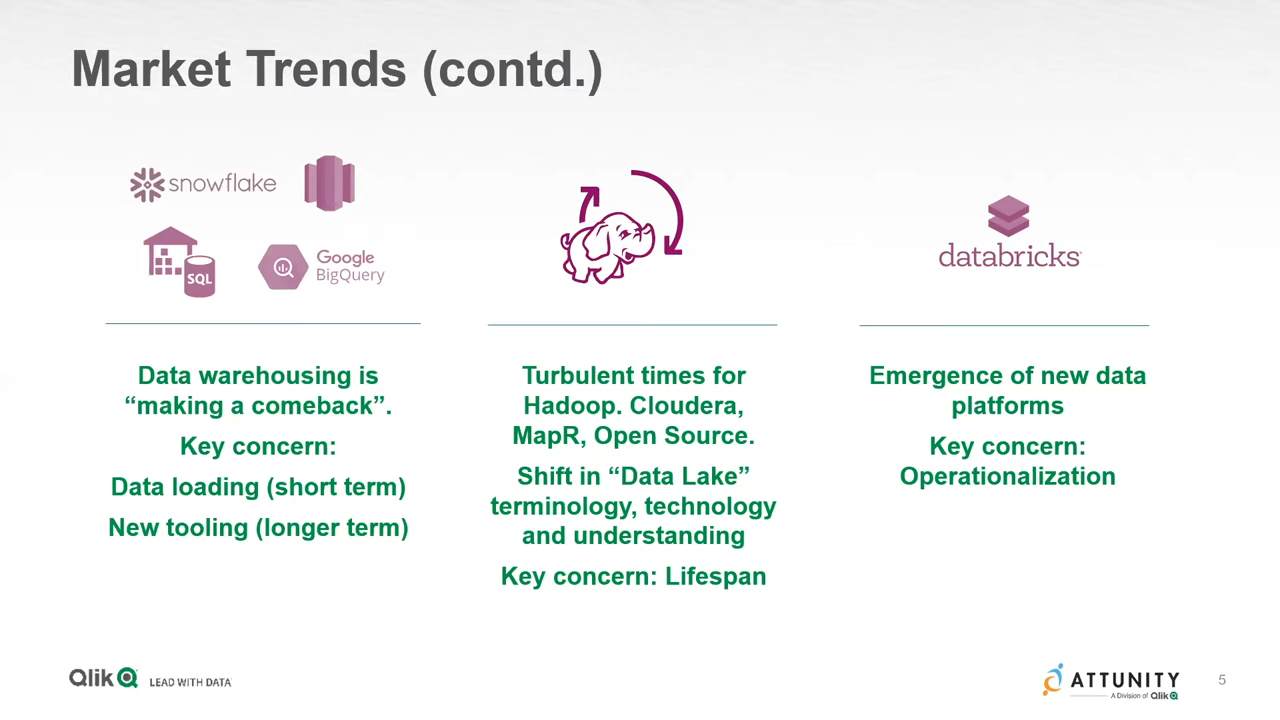 Market Trends (contd.)
snowflake
SQL
Google
BigQuery
databricks
Data warehousing is
“making a comeback”.
Key concern:
Data loading (short term)
New tooling (longer term)
Turbulent times for
Hadoop. Cloudera,
MapR, Open Source.
Shift in “Data Lake”
terminology, technology
and understanding
Key concern: Lifespan
Emergence of new data
platforms
Key concern:
Operationalization
Qlik LEAD WITH DATA
ATTUNITY
A Division of Qlik
5